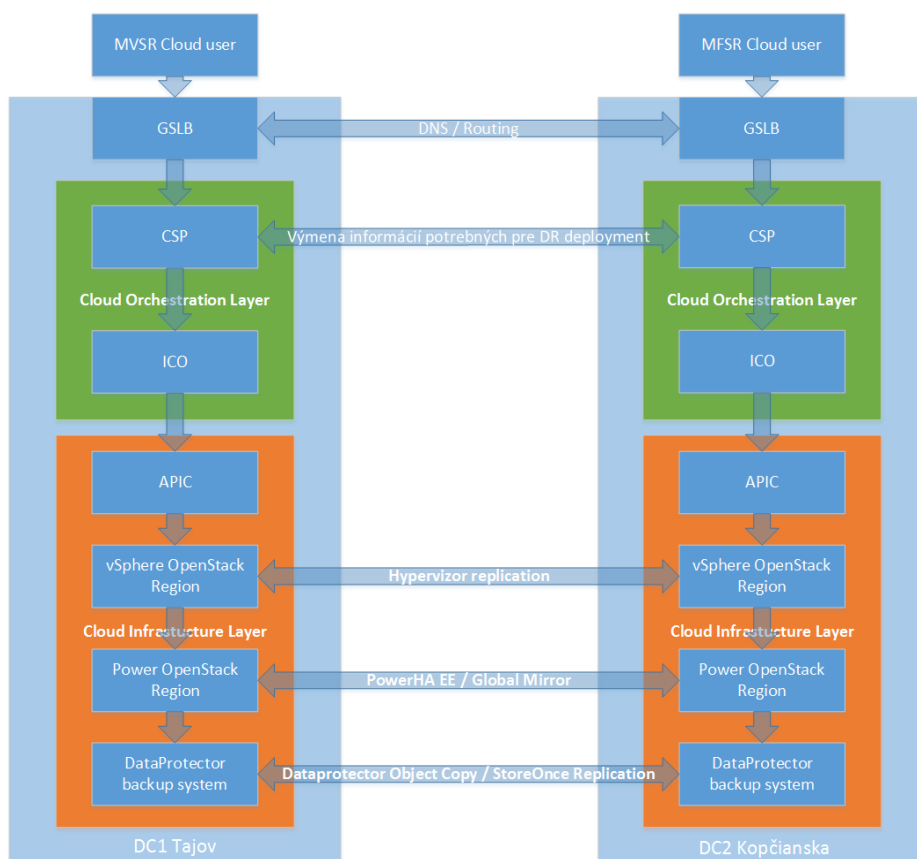 MVSR Cloud user
MFSR Cloud user
GSLB
DNS / Routing
GSLB
CSP
Výmena informácií potrebných pre DR deployment
CSP
Cloud Orchestration Layer
Cloud Orchestration Layer
ICO
ICO
APIC
APIC
vSphere OpenStack
Region
Hypervizor replication
vSphere OpenStack
Region
Cloud Infrastucture Layer
Cloud Infrastucture Layer
Power OpenStack
Region
PowerHA EE / Global Mirror
Power OpenStack
Region
DataProtector
backup system
Dataprotector Object Copy / StoreOnce Replication
DataProtector
backup system
DC1 Tajov
DC2 Kopčianska